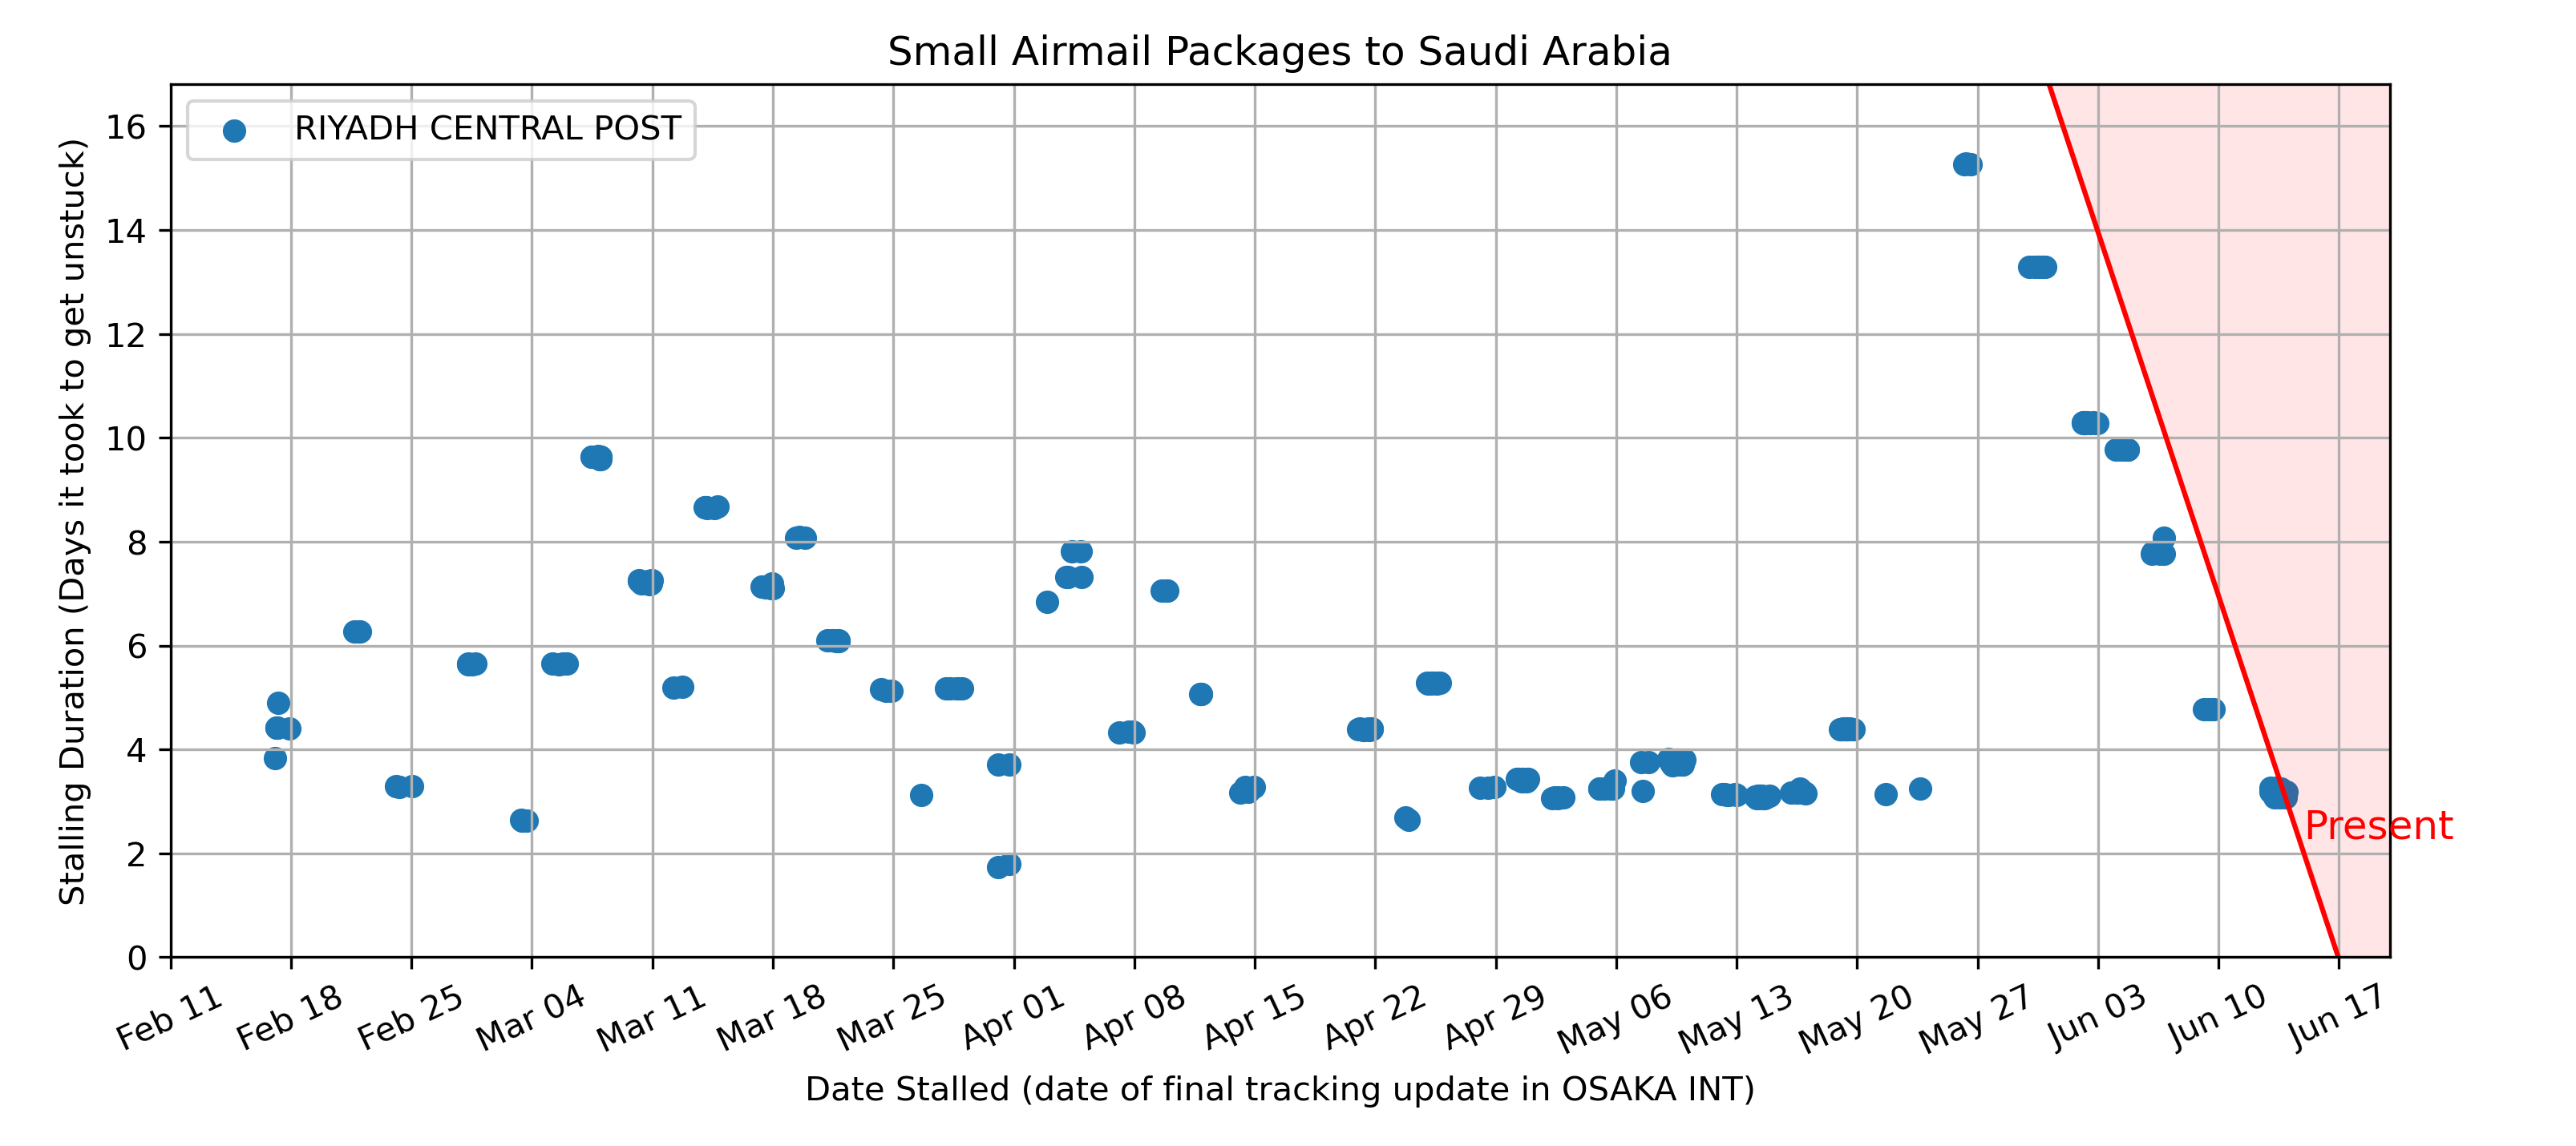 Small Airmail Packages to Saudi Arabia
RIYADH CENTRAL POST
Stalling Duration (Days it took to get unstuck)
16
14
12
10
8
6
4
2
0
Present
Feb 11
Feb 18
Feb 25
Mar 04
Mar 11
Mar 18
Mar 25
Apr 01
Apr 08
Apr 15
Apr 22
Apr 29
May 06
May 13
May 20
May 27
Jun 03
Jun 10
Jun 17
Date Stalled (date of final tracking update in OSAKA INT)